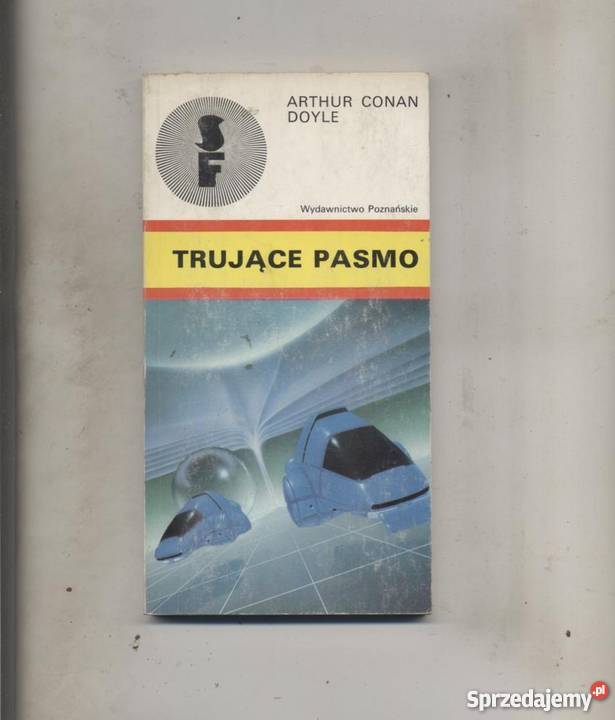 SF
ARTHUR CONAN
DOYLE
Wydawnictwo Poznańskie
TRUJĄCE PASMO
Sprzedajemy.pl